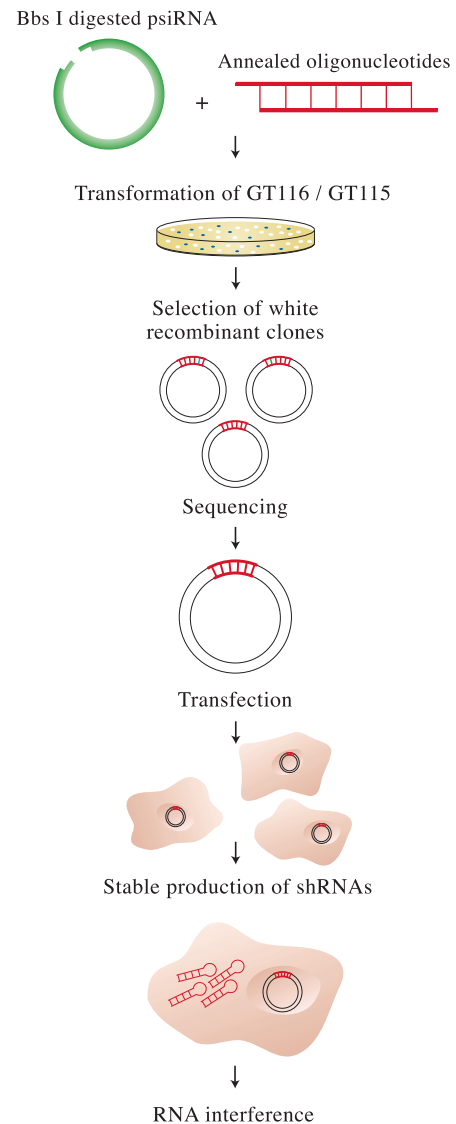 Bbs I digested psiRNA
Annealed oligonucleotides
+
Transformation of GT116 / GT115
Selection of white
recombinant clones
Sequencing
Transfection
Stable production of shRNAs
RNA interference